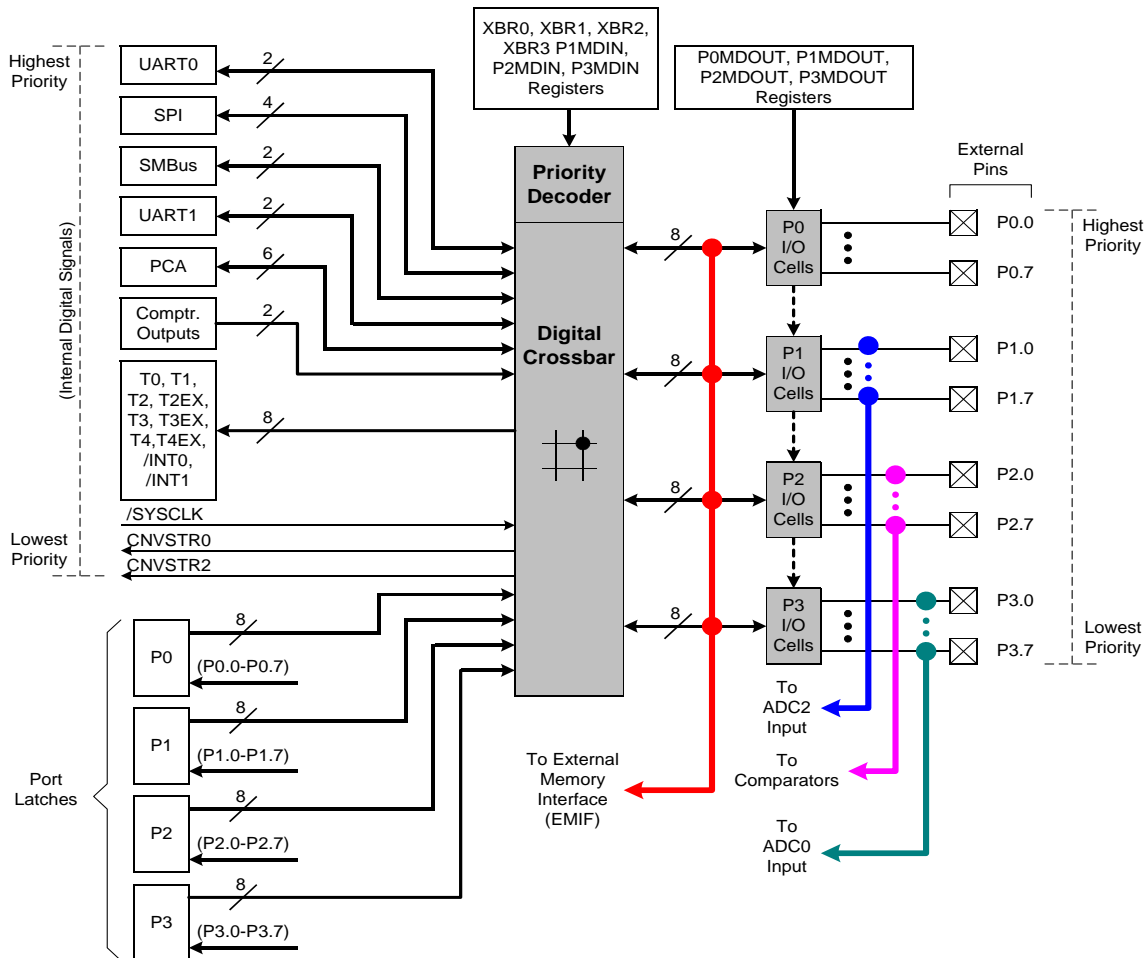 XBR0, XBR1, XBR2,
XBR3 P1MDIN,
P2MDIN, P3MDIN
Registers
P0MDOUT, P1MDOUT,
P2MDOUT, P3MDOUT
Registers
Highest
Priority
(Internal Digital Signals)
Lowest
Priority
UART0
2
SPI
4
SMBus
2
UART1
2
PCA
6
Comptr.
Outputs
2
T0, T1,
T2, T2EX,
T3, T3EX,
T4,T4EX,
/INT0,
/INT1
8
/SYSCLK
CNVSTR0
CNVSTR2
Port
Latches
P0
8
(P0.0-P0.7)
P1
8
(P1.0-P1.7)
P2
8
(P2.0-P2.7)
P3
8
(P3.0-P3.7)
Priority
Decoder
Digital
Crossbar
8
8
8
8
P0
I/O
Cells
P1
I/O
Cells
P2
I/O
Cells
P3
I/O
Cells
External
Pins
P0.0
P0.7
P1.0
P1.7
P2.0
P2.7
P3.0
P3.7
Highest
Priority
Lowest
Priority
To External
Memory
Interface
(EMIF)
To
ADC2
Input
To
Comparators
To
ADC0
Input